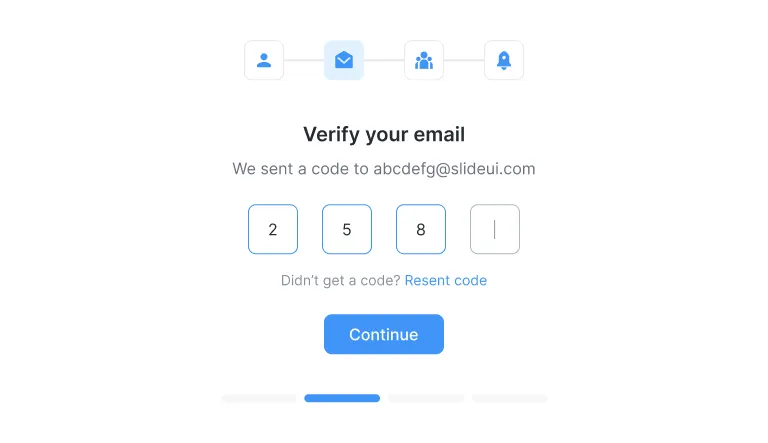 Verify your email
We sent a code to abcdefg@slideui.com
2 5 8
Didn't get a code? Resent code
Continue